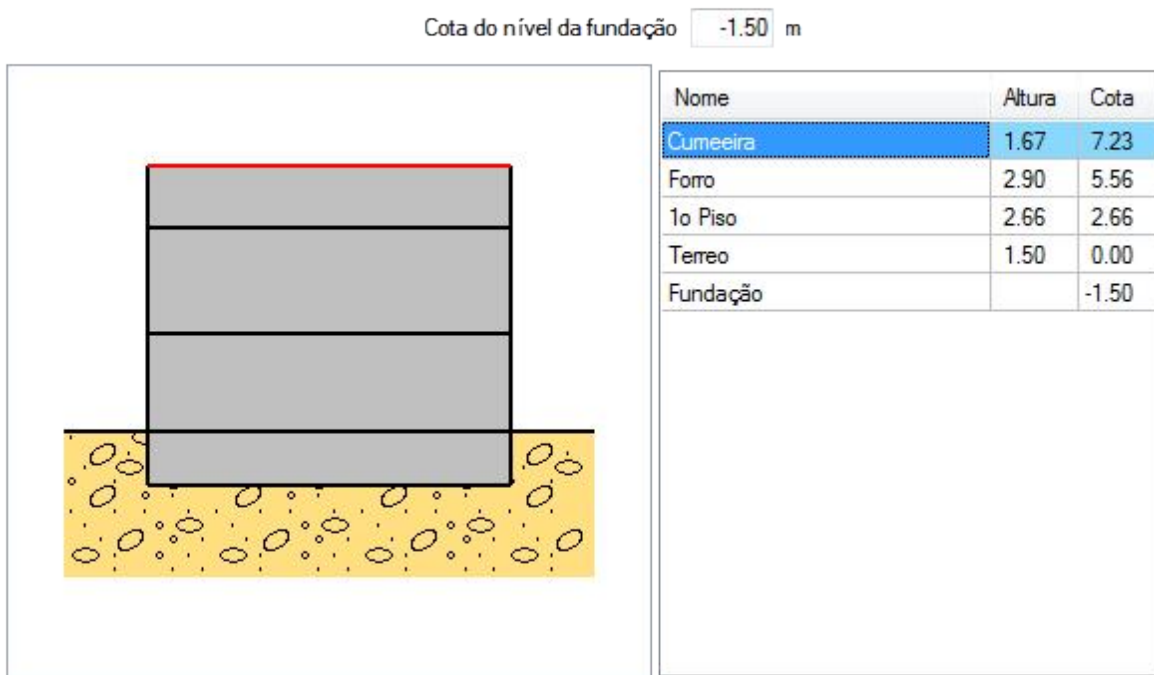 Cota do nível da fundação -1.50 m
Nome Altura Cota
Cumeeira 1.67 7.23
Forro 2.90 5.56
1o Piso 2.66 2.66
Terreo 1.50 0.00
Fundação -1.50